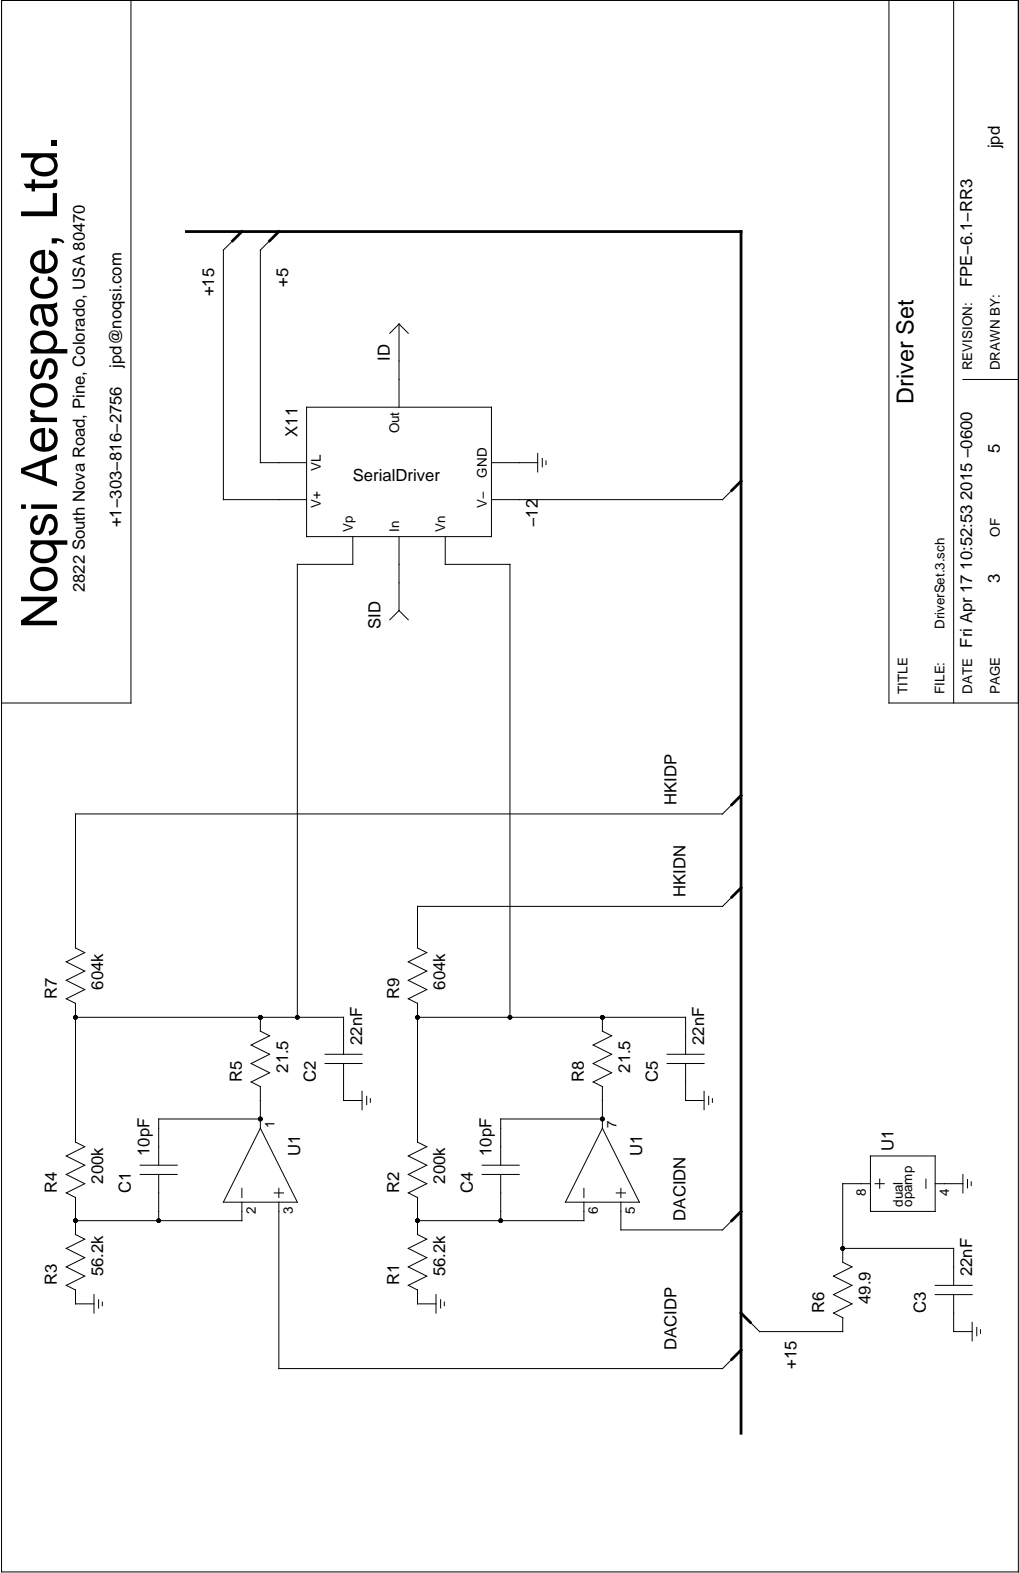 Noqsi Aerospace, Ltd.
2822 South Nova Road, Pine, Colorado, USA 80470
+1−303−816−2756 jpd@noqsi.com
R3
56.2k
R4
200k
C1
10pF
R7
604k
2
3
−
+
1
U1
R5
21.5
C2
22nF
R1
56.2k
R2
200k
C4
10pF
R9
604k
6
5
−
+
7
U1
R8
21.5
C5
22nF
DACIDP
DACIDN
HKIDN
HKIDP
+15
+5
X11
V+
VL
Vp
In
Vn
SerialDriver
Out
V−
GND
SID
ID
−12
+15
R6
49.9
C3
22nF
8
+
dual
opamp
−
4
U1
TITLE
Driver Set
FILE: DriverSet.3.sch
REVISION: FPE−6.1−RR3
DATE Fri Apr 17 10:52:53 2015 −0600
PAGE 3 OF 5
DRAWN BY: jpd